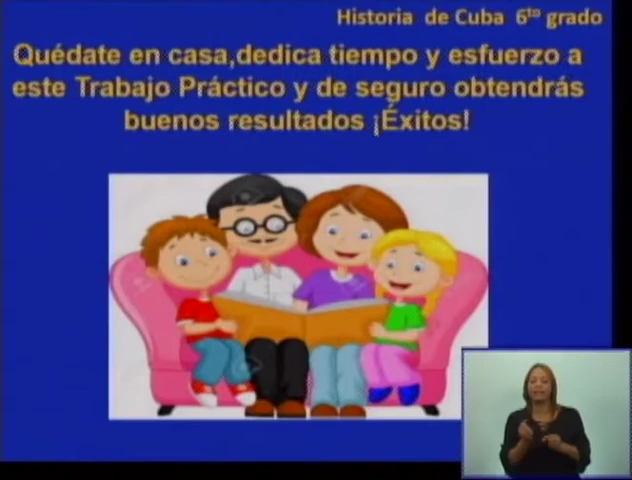 Historia de Cuba 6to grado
Quédate en casa,dedica tiempo y esfuerzo a
este Trabajo Práctico y de seguro obtendrás
buenos resultados ¡Éxitos!